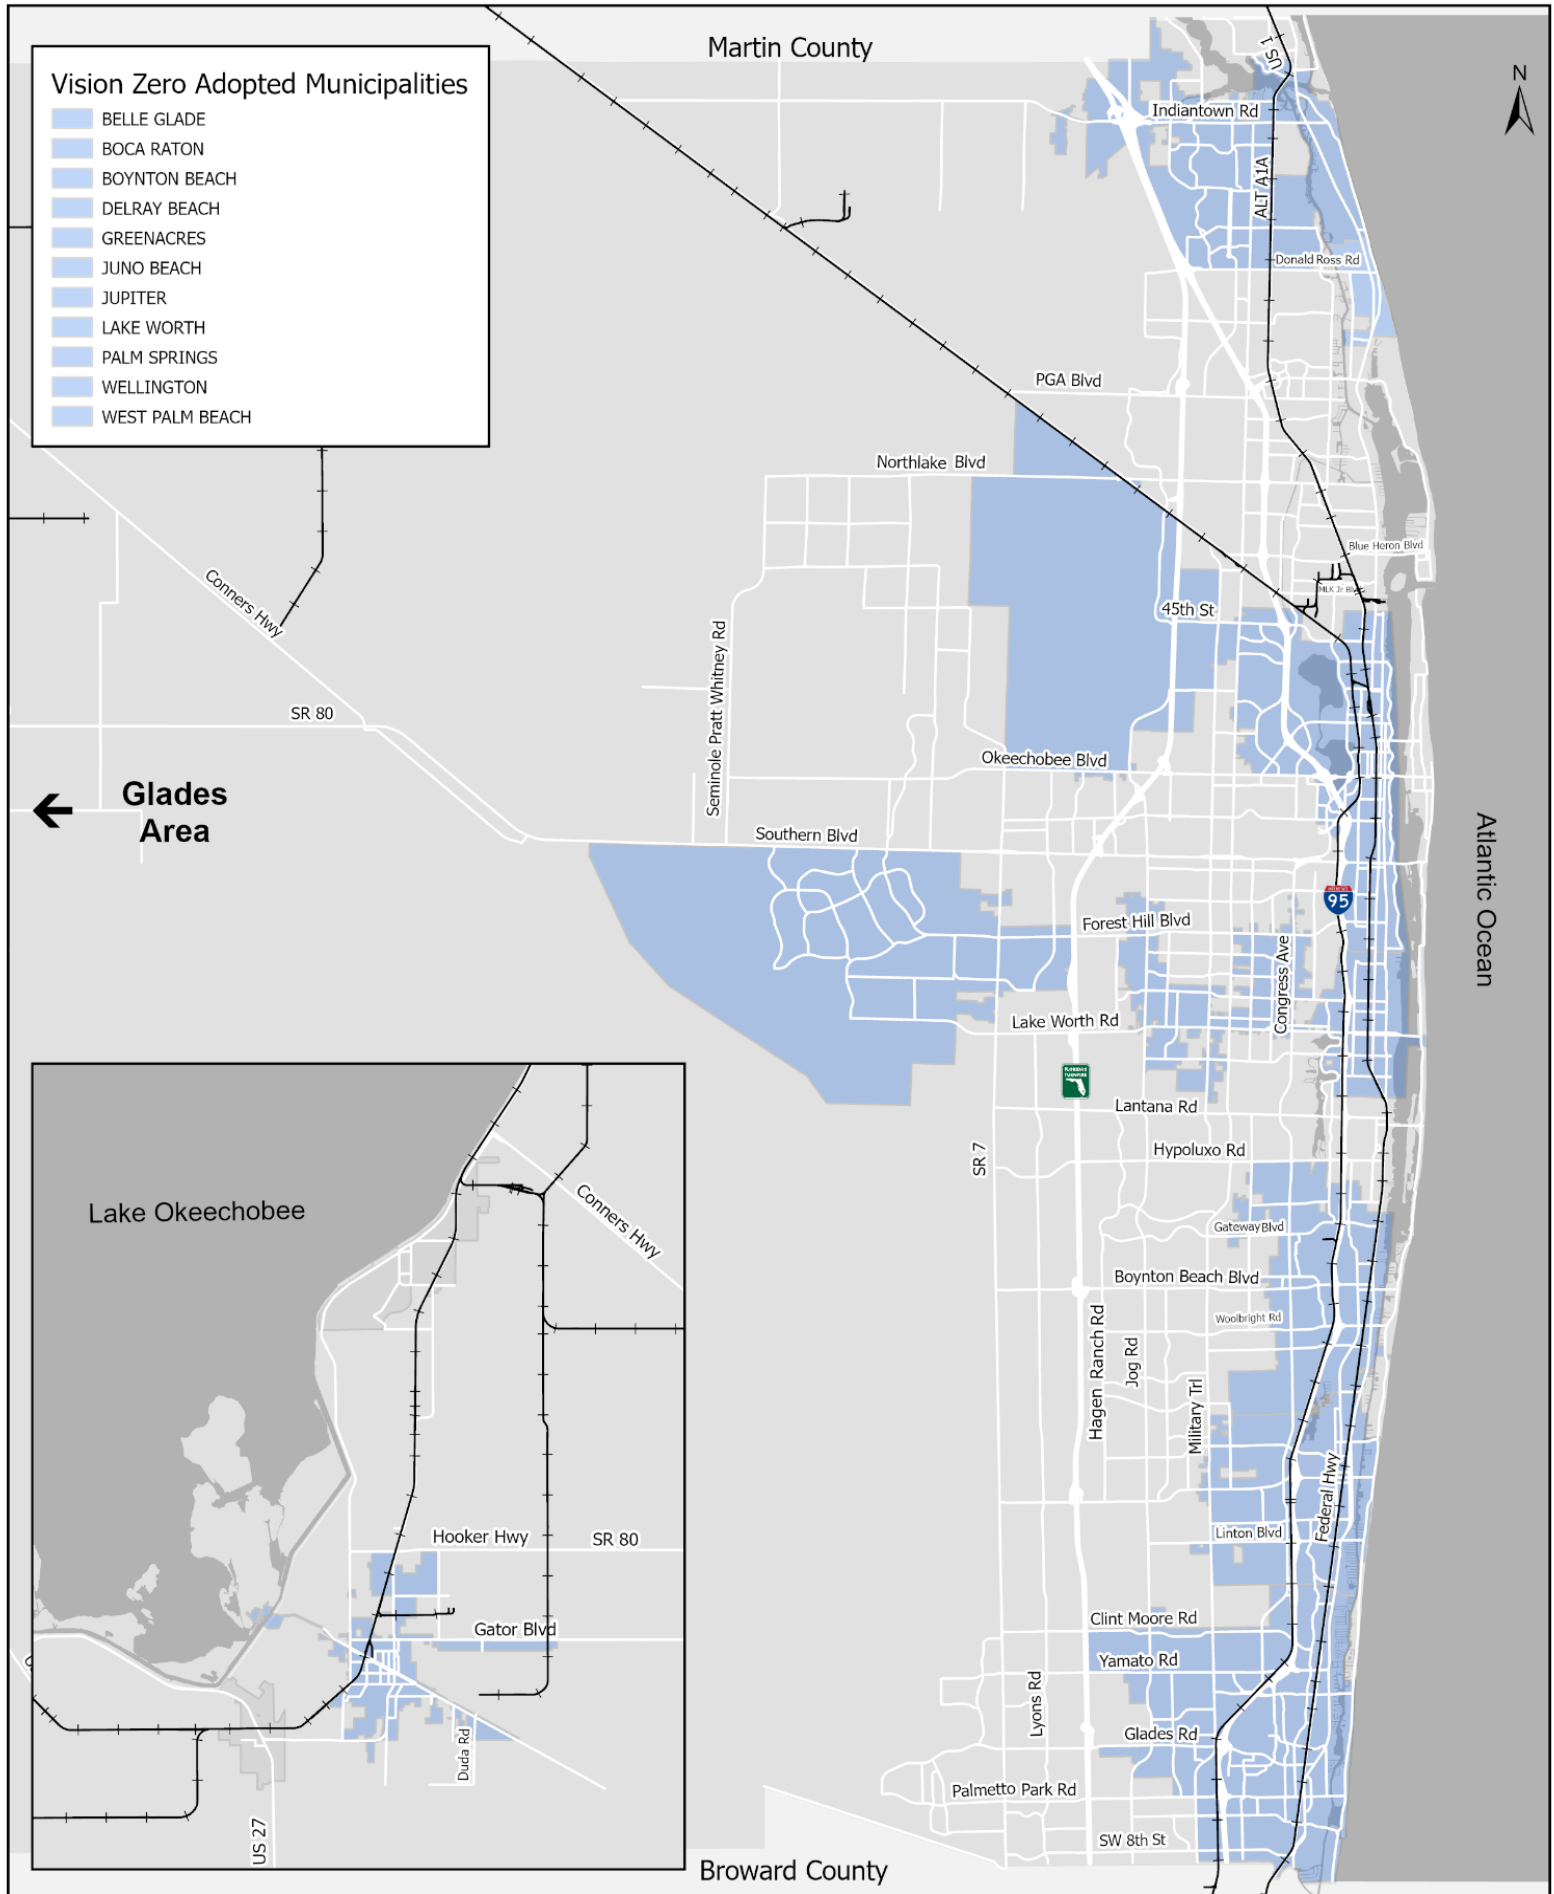 Martin County
Vision Zero Adopted Municipalities
BELLE GLADE
BOCA RATON
BOYNTON BEACH
DELRAY BEACH
GREENACRES
JUNO BEACH
JUPITER
LAKE WORTH
PALM SPRINGS
WELLINGTON
WEST PALM BEACH
N
US 1
Indiantown Rd
ALT A1A
Donald Ross Rd
PGA Blvd
Northlake Blvd
Blue Heron Blvd
MLK Jr Blvd
45th St
Conners Hwy
Seminole Pratt Whitney Rd
SR 80
Okeechobee Blvd
Glades
Area
Southern Blvd
Atlantic Ocean
95
Forest Hill Blvd
Congress Ave
Lake Worth Rd
Lantana Rd
SR 7
Hypoluxo Rd
Gateway Blvd
Boynton Beach Blvd
Woolbright Rd
Hagen Ranch Rd
Jog Rd
Military Trl
Federal Hwy
Linton Blvd
Clint Moore Rd
Yamato Rd
Lyons Rd
Glades Rd
Palmetto Park Rd
SW 8th St
Broward County
Lake Okeechobee
Conners Hwy
Hooker Hwy
SR 80
Gator Blvd
Duda Rd
US 27